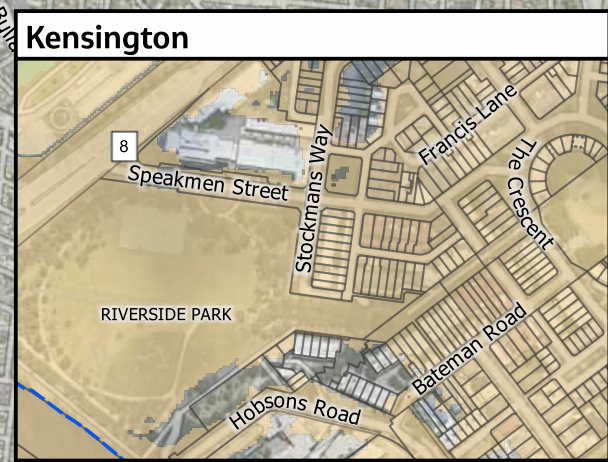 Kensington
8
Speakmen Street
Stockmans Way
Francis Lane
The Crescent
RIVERSIDE PARK
Bateman Road
Hobsons Road